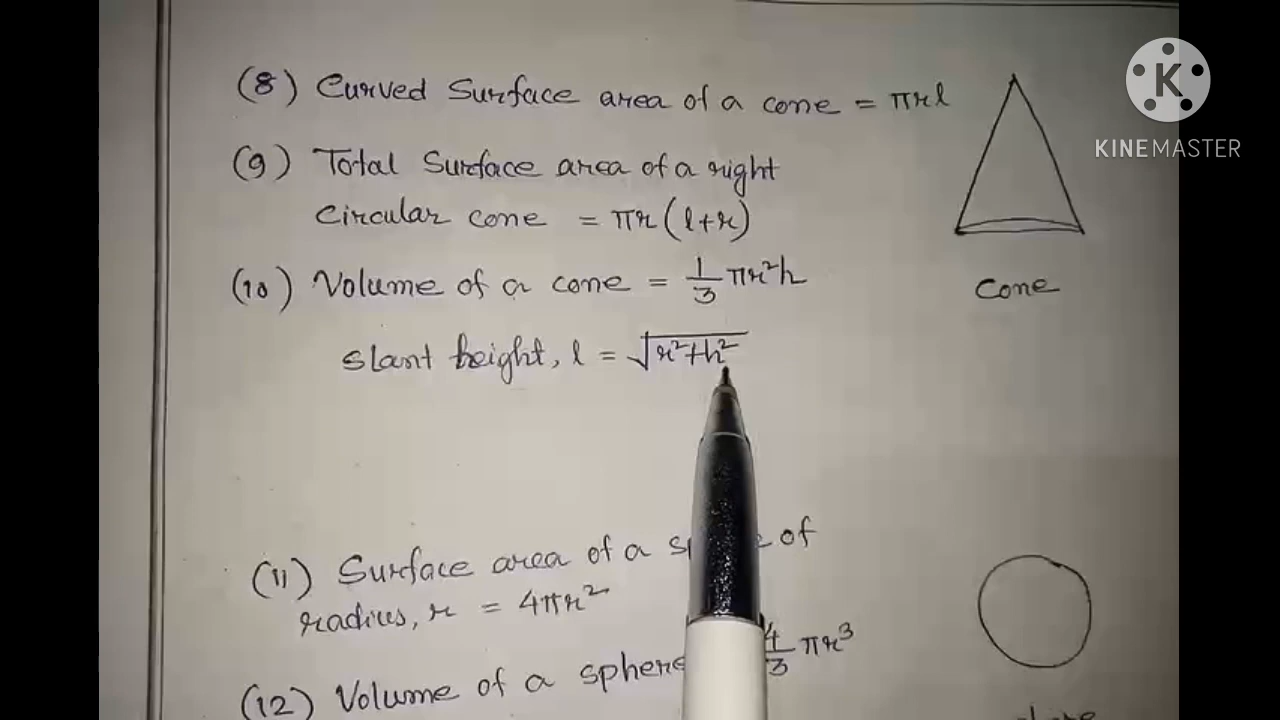 (8) Curved Surface area of a cone = πrl
(9) Total Surface area of a right
circular cone = πr(l+r)
(10) Volume of a cone = 1/3 πr²h
Cone
Slant height, l = √r²+h²
(11) Surface area of a of
radius, r = 4πr²
(12) Volume of a sphere 4/3 πr³
K
KINEMASTER